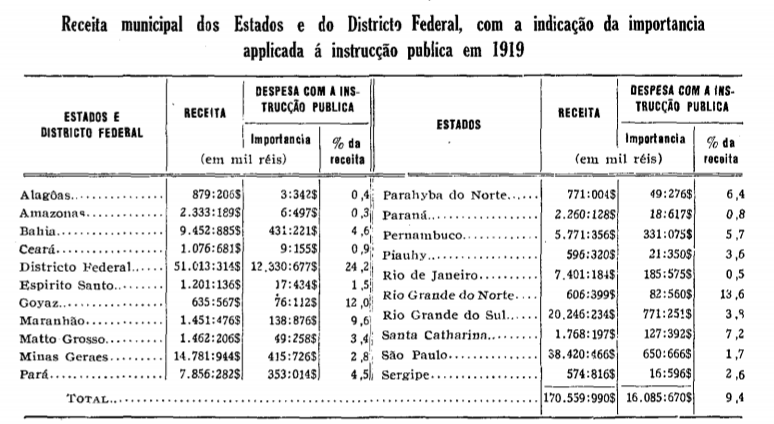 Receita municipal dos Estados e do Districto Federal, com a indicação da importancia
applicada á instrucção publica em 1919
ESTADOS E DISTRICTO FEDERAL | RECEITA | DESPESA COM A INSTRUCÇÃO PUBLICA | ESTADOS | RECEITA | DESPESA COM A INSTRUCÇÃO PUBLICA
Importancia | % da receita | Importancia | % da receita
(em mil réis) | (em mil réis)
Alagôas | 879:206$ | 3:342$ | 0,4 | Parahyba do Norte | 771:004$ | 49:276$ | 6,4
Amazonas | 2.333:189$ | 6:497$ | 0,3 | Paraná | 2.260:128$ | 18:617$ | 0,8
Bahia | 9.452:885$ | 431:221$ | 4,6 | Pernambuco | 5.771:356$ | 331:075$ | 5,7
Ceará | 1.076:681$ | 9:155$ | 0,9 | Piauhy | 596:320$ | 21:350$ | 3,6
Districto Federal | 51.013:314$ | 12.330:677$ | 24,2 | Rio de Janeiro | 7.401:184$ | 185:575$ | 0,5
Espirito Santo | 1.201:136$ | 17:434$ | 1,5 | Rio Grande do Norte | 606:399$ | 82:560$ | 13,6
Goyaz | 635:567$ | 76:112$ | 12,0 | Rio Grande do Sul | 20.246:234$ | 771:251$ | 3,8
Maranhão | 1.451:476$ | 138:876$ | 9,6 | Santa Catharina | 1.768:197$ | 127:392$ | 7,2
Matto Grosso | 1.462:206$ | 49:258$ | 3,4 | São Paulo | 38.420:466$ | 650:666$ | 1,7
Minas Geraes | 14.781:944$ | 415:726$ | 2,8 | Sergipe | 574:816$ | 16:596$ | 2,6
Pará | 7.856:282$ | 353:014$ | 4,5
TOTAL | 170.559:990$ | 16.085:670$ | 9,4